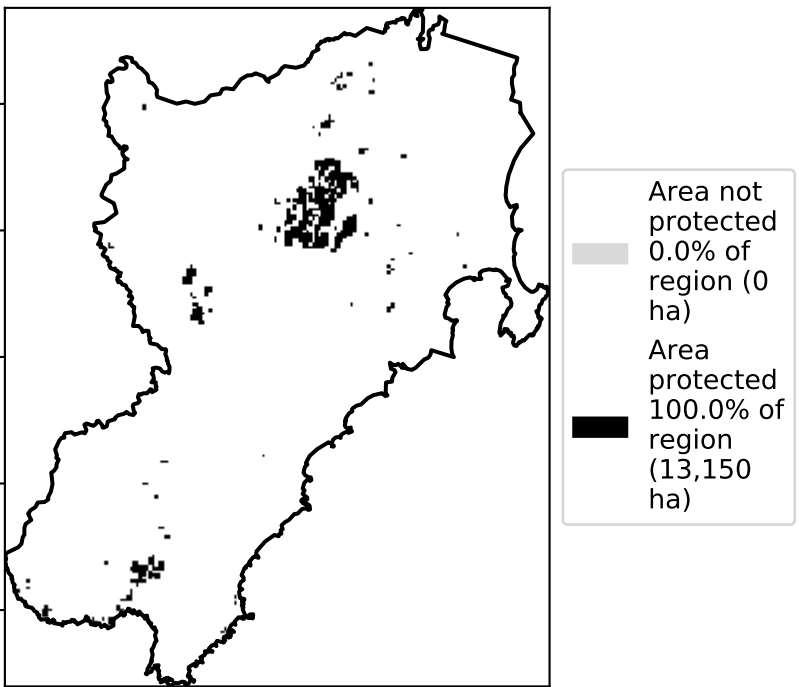 Area not
protected
0.0% of
region (0
ha)
Area
protected
100.0% of
region
(13,150
ha)